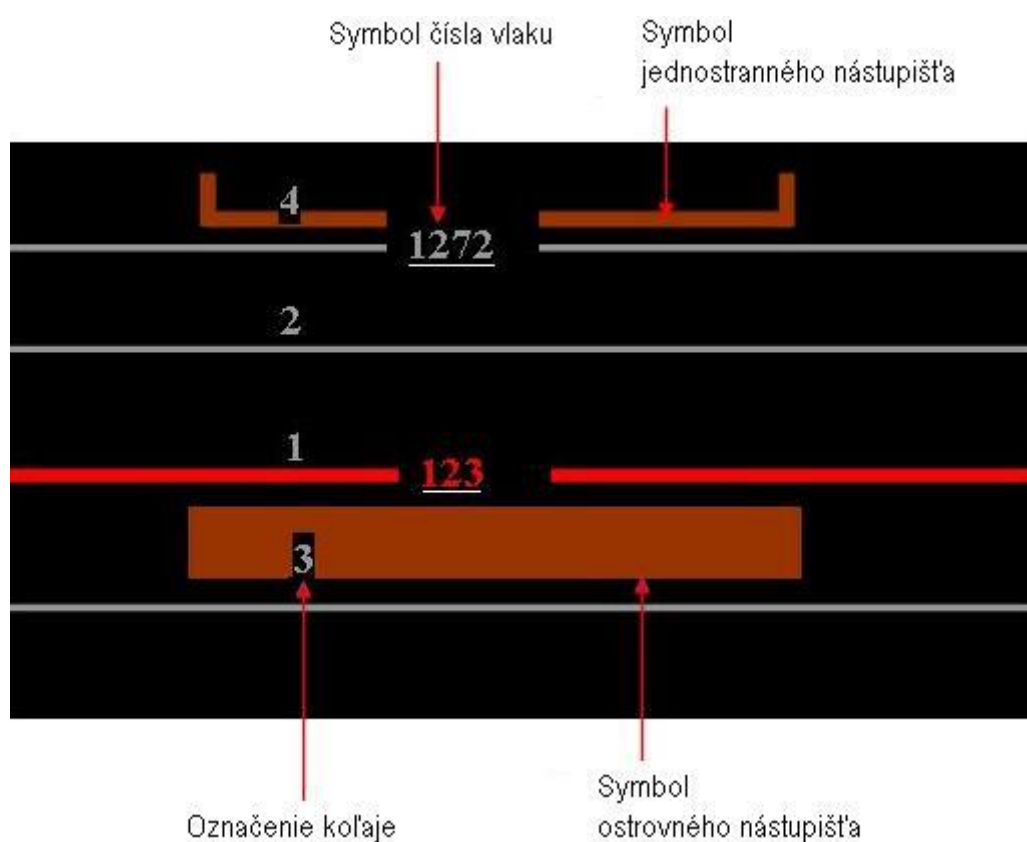 Symbol čísla vlaku
Symbol
jednostranného nástupišťa
4
1272
2
1
123
3
Označenie koľaje
Symbol
ostrovného nástupišťa